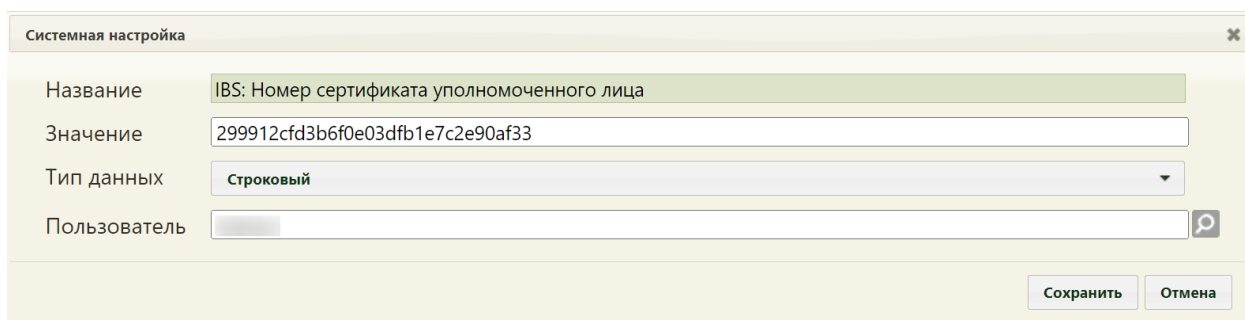 Системная настройка
Название IBS: Номер сертификата уполномоченного лица
Значение 299912cfd3b6f0e03dfb1e7c2e90af33
Тип данных Строковый
Пользователь
Сохранить Отмена